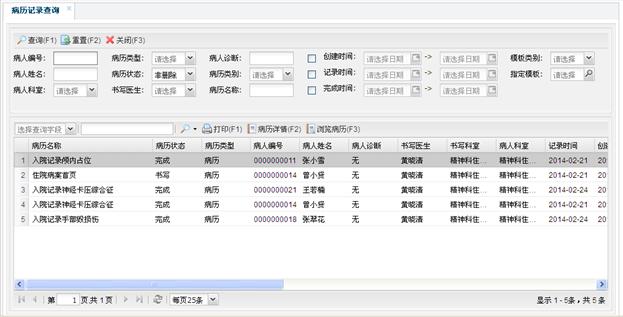 病历记录查询
查询(F1) 重置(F2) 关闭(F3)
病人编号: 病历类型: 请选择 病人诊断: 创建时间: 请选择日期 -> 请选择日期 模板类别: 请选择
病人姓名: 病历状态: 非删除 病历类别: 请选择 记录时间: 请选择日期 -> 请选择日期 指定模板: 请选择
病人科室: 请选择 书写医生: 请选择 病历名称: 完成时间: 请选择日期 -> 请选择日期
选择查询字段 打印(F1) 病历详情(F2) 浏览病历(F3)
病历名称 病历状态 病历类型 病人编号 病人姓名 病人诊断 书写医生 书写科室 病人科室 记录时间 创
1 入院记录颅内占位 完成 病历 0000000011 张小雪 无 黄晓清 精神科住... 精神科住... 2014-02-21 201
2 住院病案首页 书写 病历 0000000014 曾小贤 无 黄晓清 精神科住... 精神科住... 2014-02-21 201
3 入院记录神经卡压综合征 完成 病历 0000000021 王若楠 无 黄晓清 精神科住... 精神科住... 2014-02-24 201
4 入院记录神经卡压综合征 完成 病历 0000000014 曾小贤 无 黄晓清 精神科住... 精神科住... 2014-02-21 201
5 入院记录手部毁损伤 完成 病历 0000000018 张翠花 无 黄晓清 精神科住... 精神科住... 2014-02-24 201
第 1 页,共 1 页 每页25条 显示 1 - 5条，共 5 条